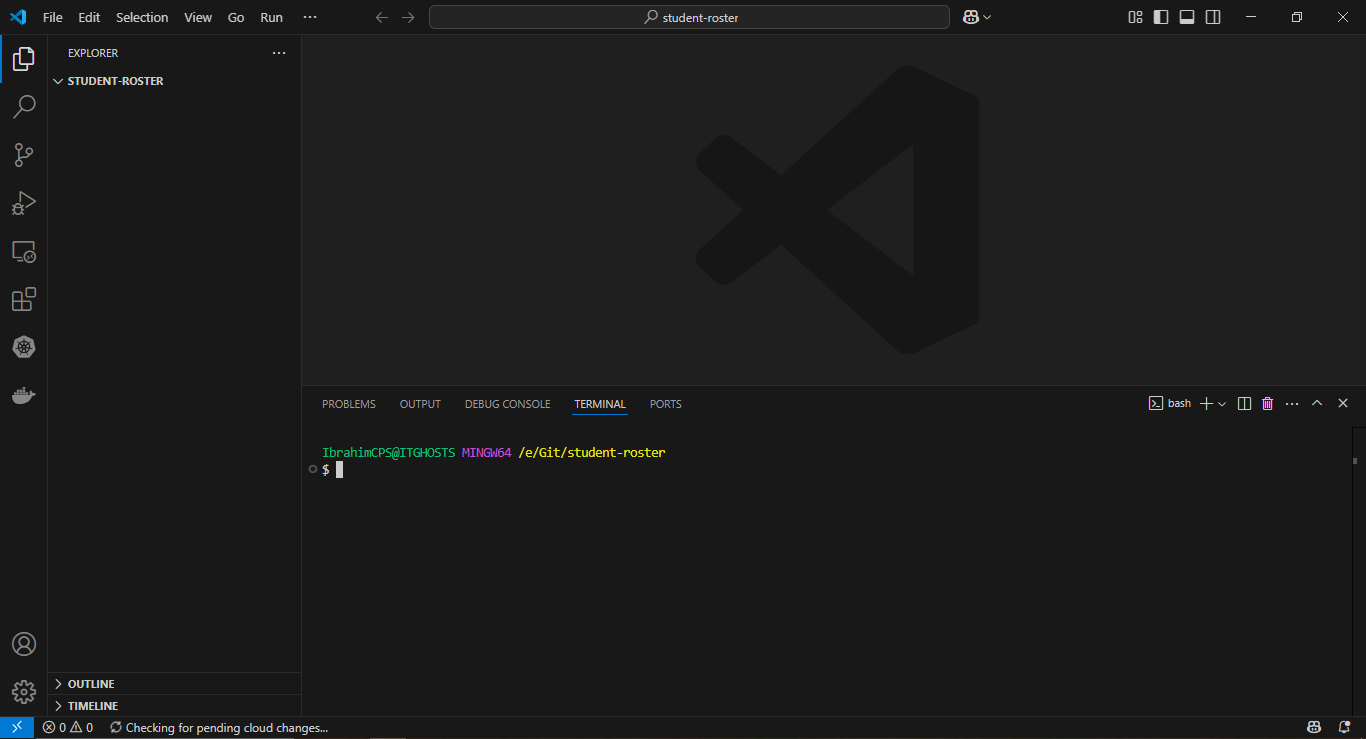 File Edit Selection View Go Run ···
student-roster
EXPLORER ···
STUDENT-ROSTER
PROBLEMS OUTPUT DEBUG CONSOLE TERMINAL PORTS
bash ···
IbrahimCPS@ITGHOSTS MINGW64 /e/Git/student-roster
$
OUTLINE
TIMELINE
0 0 Checking for pending cloud changes...